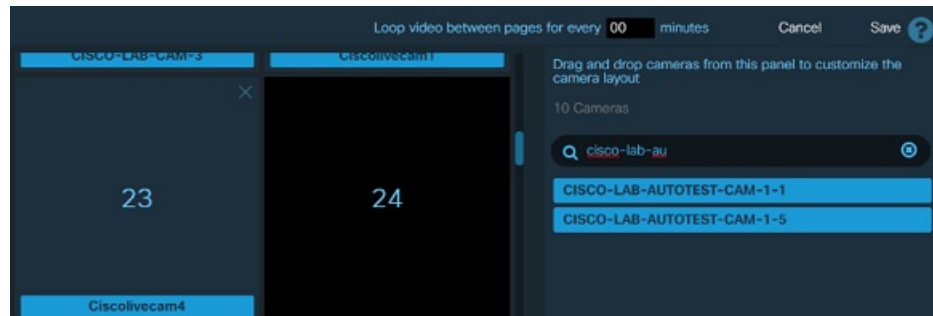 Loop video between pages for every 00 minutes Cancel Save ?
CISCO-LAB-CAM-3 Ciscolivecam1
Drag and drop cameras from this panel to customize the
camera layout
10 Cameras
cisco-lab-au
CISCO-LAB-AUTOTEST-CAM-1-1
CISCO-LAB-AUTOTEST-CAM-1-5
23 24
Ciscolivecam4